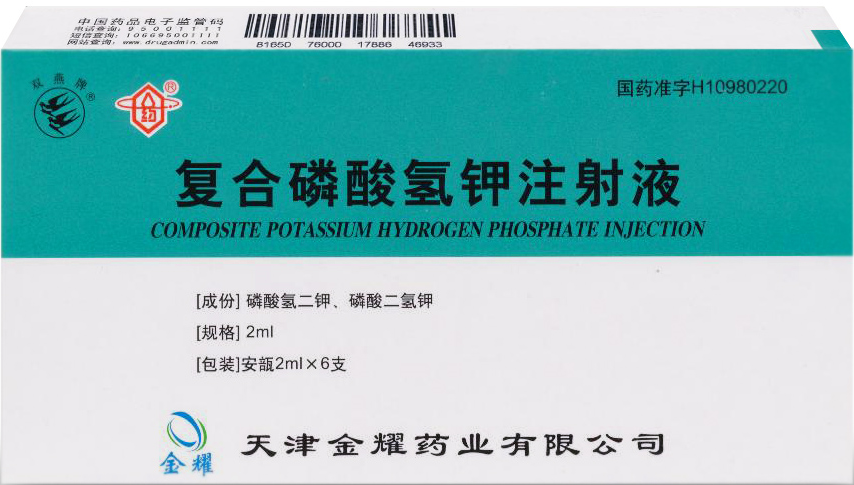 中国药品电子监管码
电话查询：95001111
短信查询：106695001111
网站查询：www.drugadmin.com
81650 76000 17886 46933
双燕牌®
药®
国药准字H10980220
复合磷酸氢钾注射液
COMPOSITE POTASSIUM HYDROGEN PHOSPHATE INJECTION
[成份] 磷酸氢二钾、磷酸二氢钾
[规格] 2ml
[包装]安瓿2ml×6支
金耀
天津金耀药业有限公司